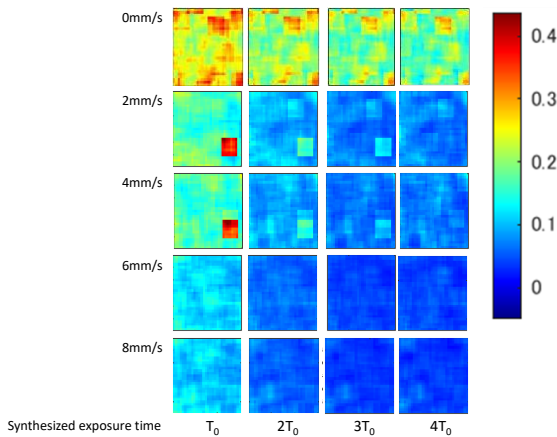 0mm/s
0.4
2mm/s
0.3
4mm/s
0.2
0.1
6mm/s
0
8mm/s
Synthesized exposure time T₀ 2T₀ 3T₀ 4T₀